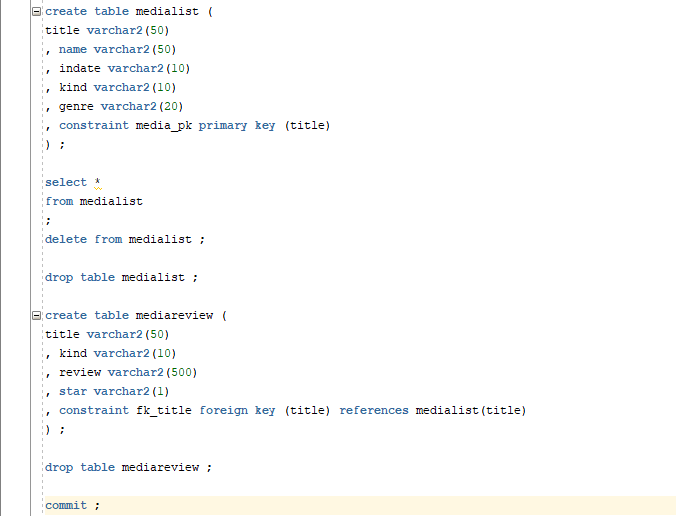 create table medialist (
title varchar2(50)
, name varchar2(50)
, indate varchar2(10)
, kind varchar2(10)
, genre varchar2(20)
, constraint media_pk primary key (title)
) ;
select *
from medialist
;
delete from medialist ;
drop table medialist ;
create table mediareview (
title varchar2(50)
, kind varchar2(10)
, review varchar2(500)
, star varchar2(1)
, constraint fk_title foreign key (title) references medialist(title)
) ;
drop table mediareview ;
commit ;